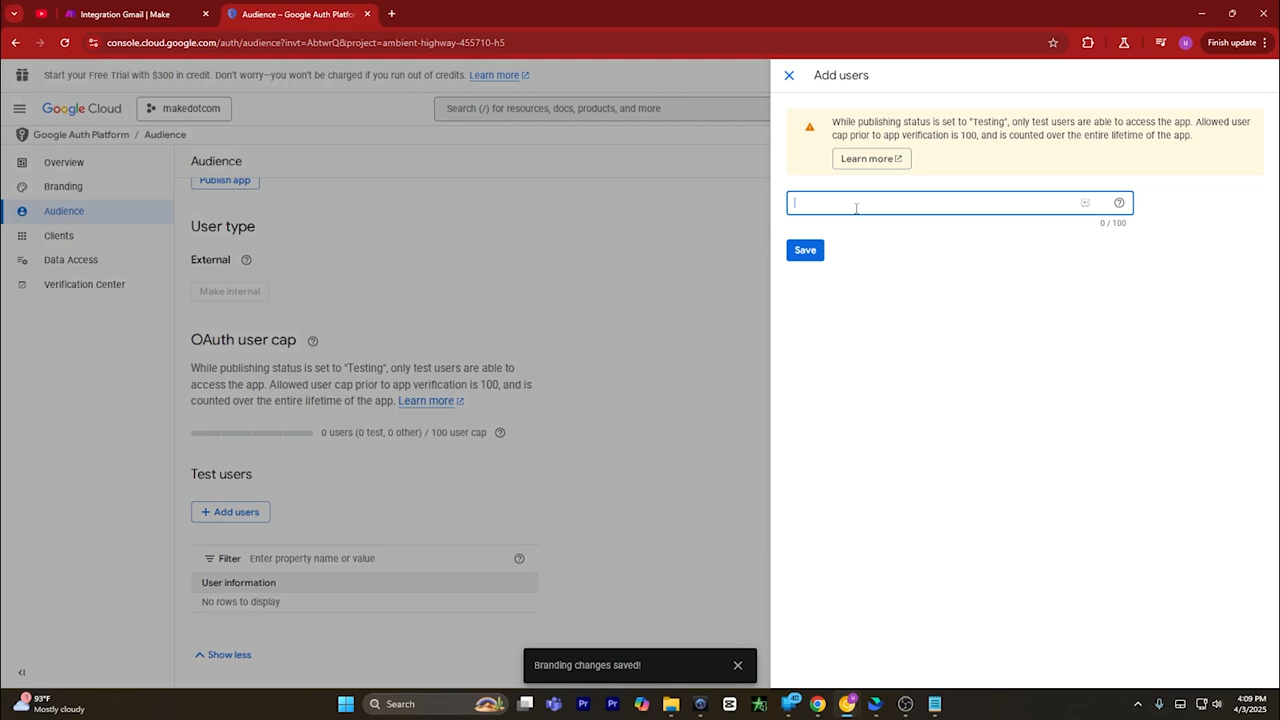 Integration Gmail | Make
Audience – Google Auth Platfo
console.cloud.google.com/auth/audience?invt=AbtwrQ&project=ambient-highway-455710-h5
u
Finish update
Start your Free Trial with $300 in credit. Don't worry—you won't be charged if you run out of credits. Learn more
Google Cloud
makedotcom
Search (/) for resources, docs, products, and more
Google Auth Platform / Audience
Overview
Branding
Audience
Clients
Data Access
Verification Center
Audience
Publish app
User type
External
Make internal
OAuth user cap
While publishing status is set to "Testing", only test users are able to
access the app. Allowed user cap prior to app verification is 100, and is
counted over the entire lifetime of the app. Learn more
0 users (0 test, 0 other) / 100 user cap
Test users
+ Add users
Filter Enter property name or value
User information
No rows to display
Show less
Branding changes saved!
Add users
While publishing status is set to "Testing", only test users are able to access the app. Allowed user
cap prior to app verification is 100, and is counted over the entire lifetime of the app.
Learn more
0 / 100
Save
93°F
Mostly cloudy
Search
40
4:09 PM
4/3/2025